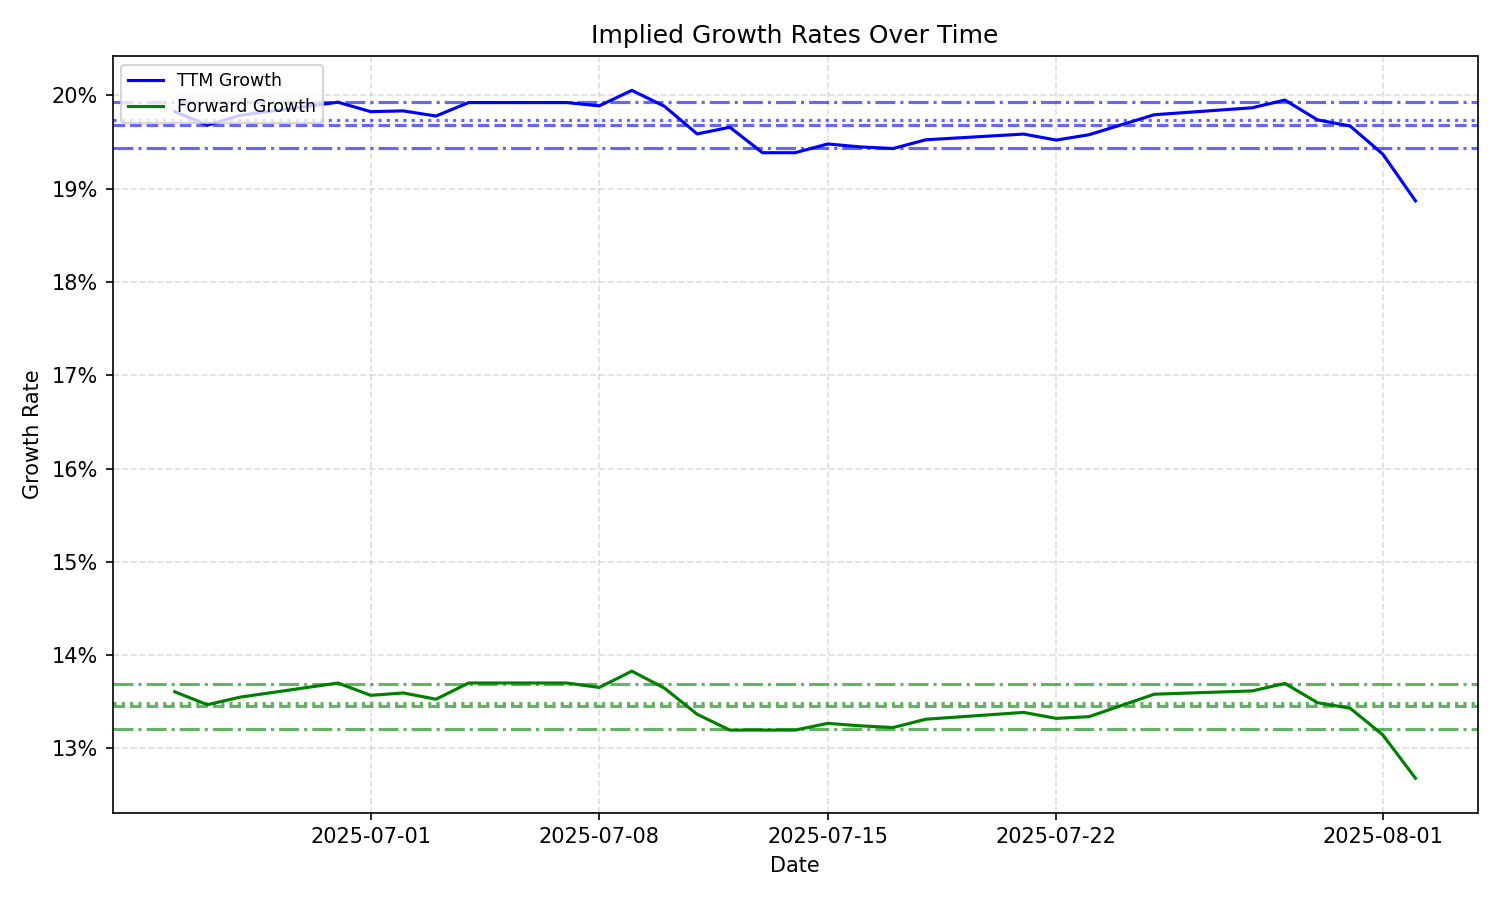 Implied Growth Rates Over Time
TTM Growth
Forward Growth
20%
19%
18%
17%
16%
15%
14%
13%
Growth Rate
2025-07-01
2025-07-08
2025-07-15
2025-07-22
2025-08-01
Date